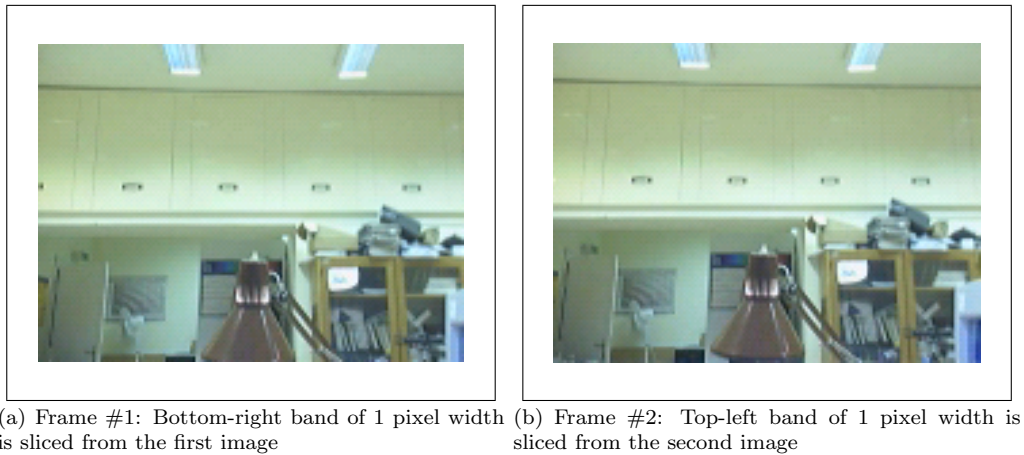 (a) Frame #1: Bottom-right band of 1 pixel width
is sliced from the first image
(b) Frame #2: Top-left band of 1 pixel width is
sliced from the second image